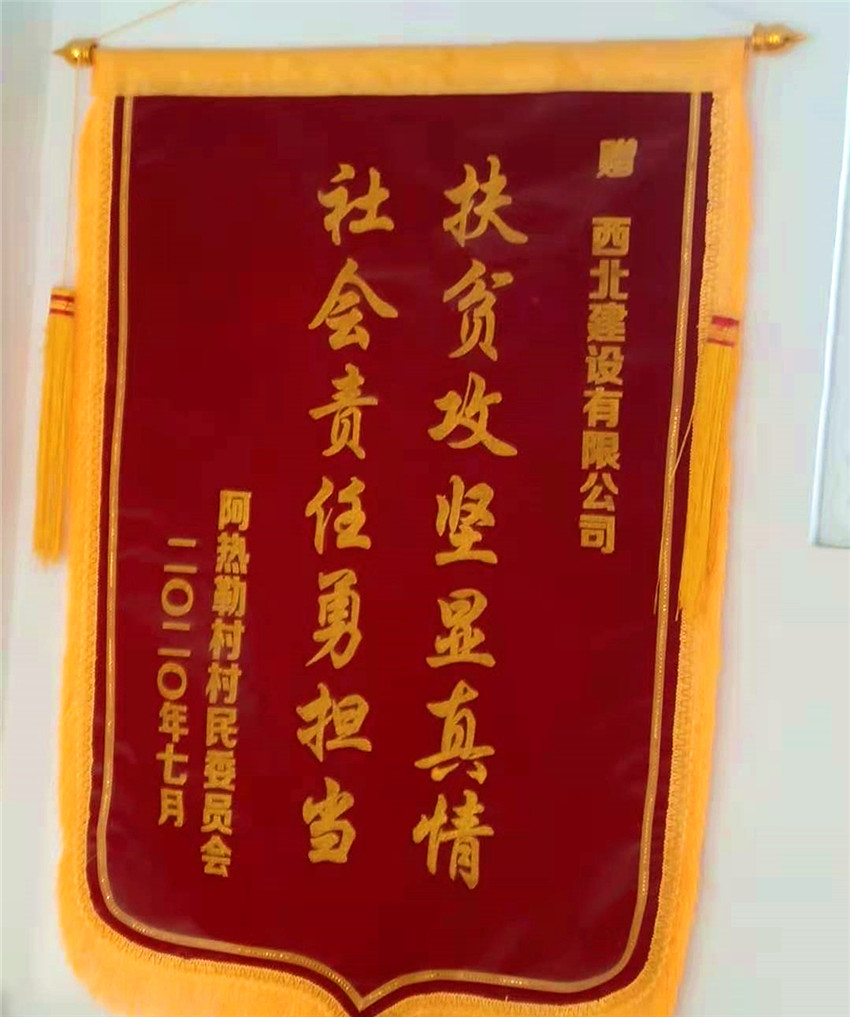 赠 西北建设有限公司
扶贫攻坚显真情
社会责任勇担当
阿热勒村村民委员会
二〇二〇年七月